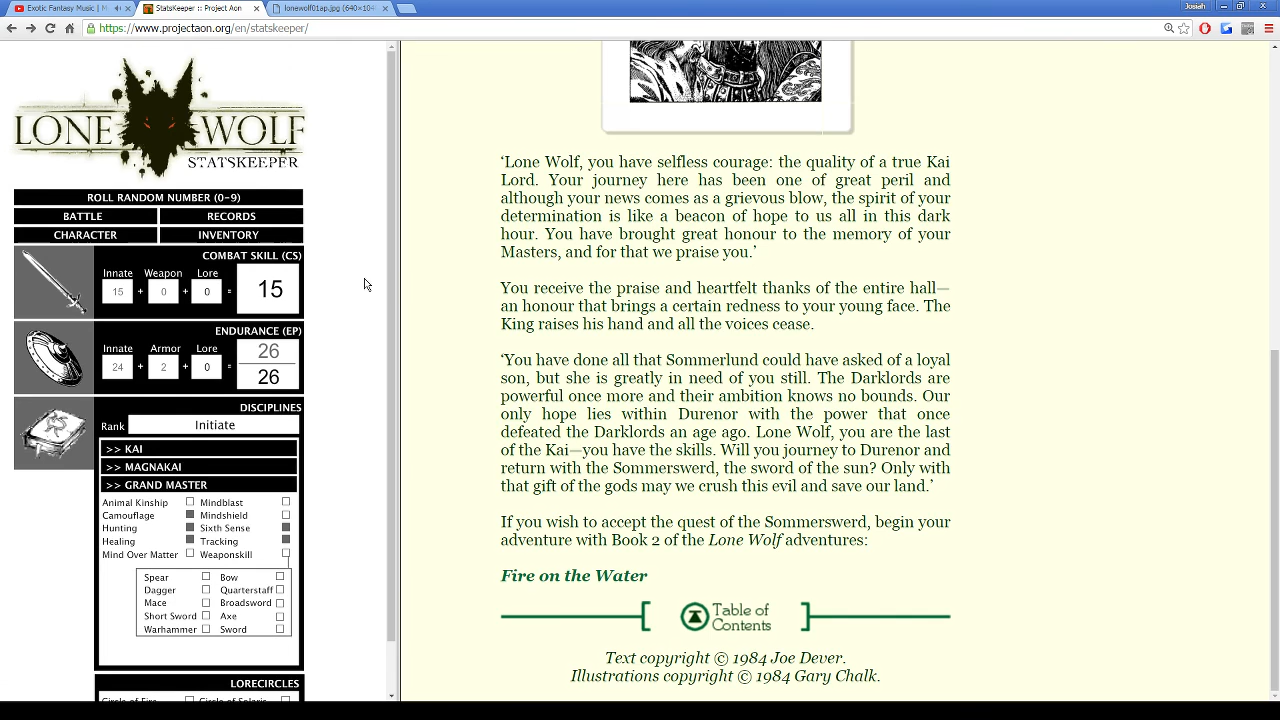 Exotic Fantasy Music | M
StatsKeeper :: Project Aon
lonewolf01ap.jpg (640×104
Josiah
https://www.projectaon.org/en/statskeeper/
LONE WOLF
STATSKEEPER
ROLL RANDOM NUMBER (0-9)
BATTLE RECORDS
CHARACTER INVENTORY
COMBAT SKILL (CS)
Innate Weapon Lore
15 + 0 + 0 = 15
ENDURANCE (EP)
Innate Armor Lore
26
24 + 2 + 0 =
26
DISCIPLINES
Rank Initiate
>> KAI
>> MAGNAKAI
>> GRAND MASTER
Animal Kinship Mindblast
Camouflage Mindshield
Hunting Sixth Sense
Healing Tracking
Mind Over Matter Weaponskill
Spear Bow
Dagger Quarterstaff
Mace Broadsword
Short Sword Axe
Warhammer Sword
LORECIRCLES
Circle of Fire Circle of Solaris
‘Lone Wolf, you have selfless courage: the quality of a true Kai
Lord. Your journey here has been one of great peril and
although your news comes as a grievous blow, the spirit of your
determination is like a beacon of hope to us all in this dark
hour. You have brought great honour to the memory of your
Masters, and for that we praise you.’
You receive the praise and heartfelt thanks of the entire hall—
an honour that brings a certain redness to your young face. The
King raises his hand and all the voices cease.
‘You have done all that Sommerlund could have asked of a loyal
son, but she is greatly in need of you still. The Darklords are
powerful once more and their ambition knows no bounds. Our
only hope lies within Durenor with the power that once
defeated the Darklords an age ago. Lone Wolf, you are the last
of the Kai—you have the skills. Will you journey to Durenor and
return with the Sommerswerd, the sword of the sun? Only with
that gift of the gods may we crush this evil and save our land.’
If you wish to accept the quest of the Sommerswerd, begin your
adventure with Book 2 of the Lone Wolf adventures:
Fire on the Water
Table of
Contents
Text copyright © 1984 Joe Dever.
Illustrations copyright © 1984 Gary Chalk.